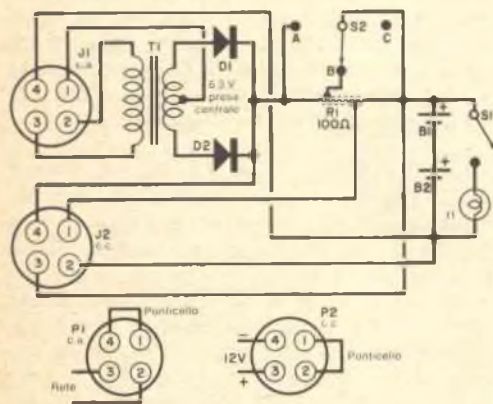 J1
c.a.
4
1
3
2
T1
D1
6.3 V
presa
centrale
D2
A
S2
C
B
R1
100Ω
+
B1
+
B2
S1
I1
J2
c.c.
4
1
3
2
Ponticello
P1
c.a.
4
1
3
2
Rete
P2
c.c.
12V
−
+
4
1
3
2
Ponticello